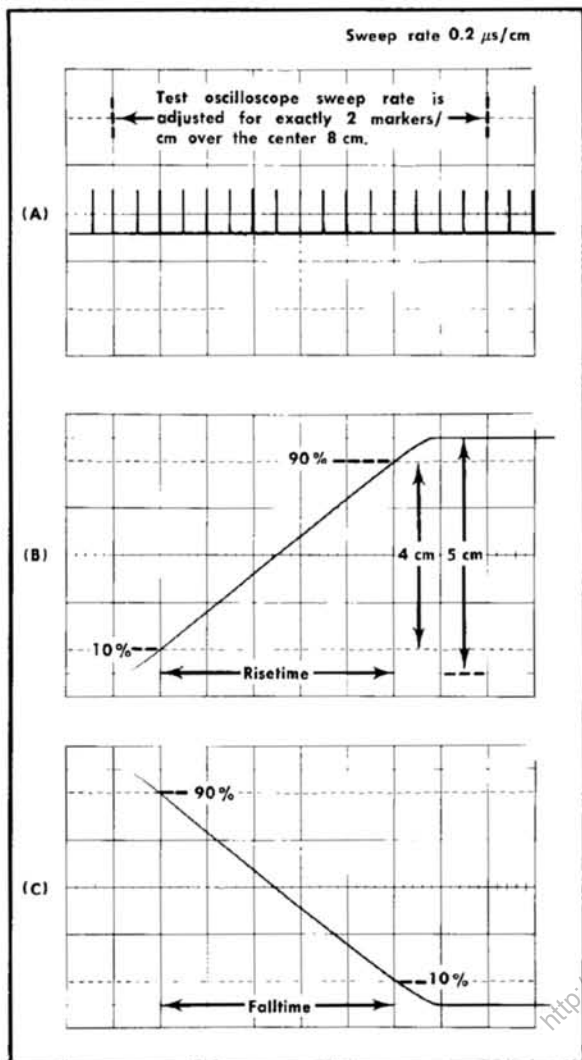 Sweep rate 0.2 μs/cm
Test oscilloscope sweep rate is
adjusted for exactly 2 markers/
cm over the center 8 cm.
(A)
90%
(B)
4 cm
5 cm
10%
Risetime
90%
(C)
10%
Falltime
http:/